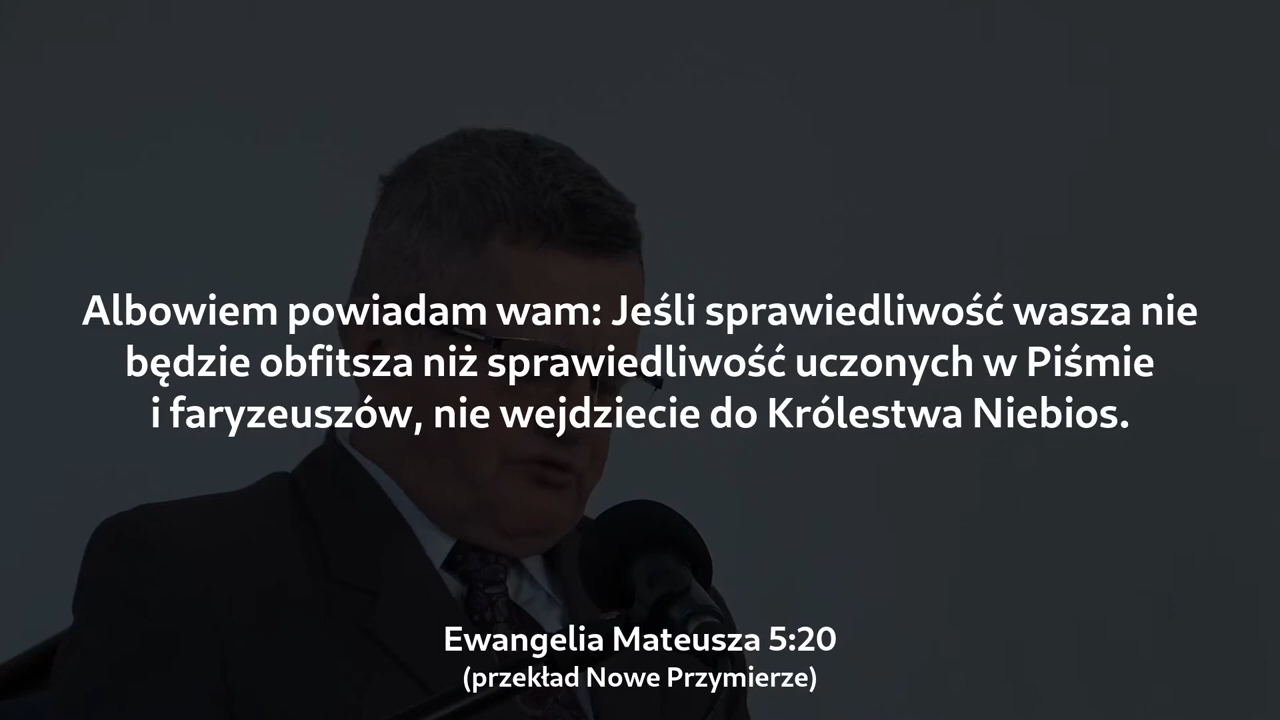 Albowiem powiadam wam: Jeśli sprawiedliwość wasza nie
będzie obfitsza niż sprawiedliwość uczonych w Piśmie
i faryzeuszów, nie wejdziecie do Królestwa Niebios.
Ewangelia Mateusza 5:20
(przekład Nowe Przymierze)